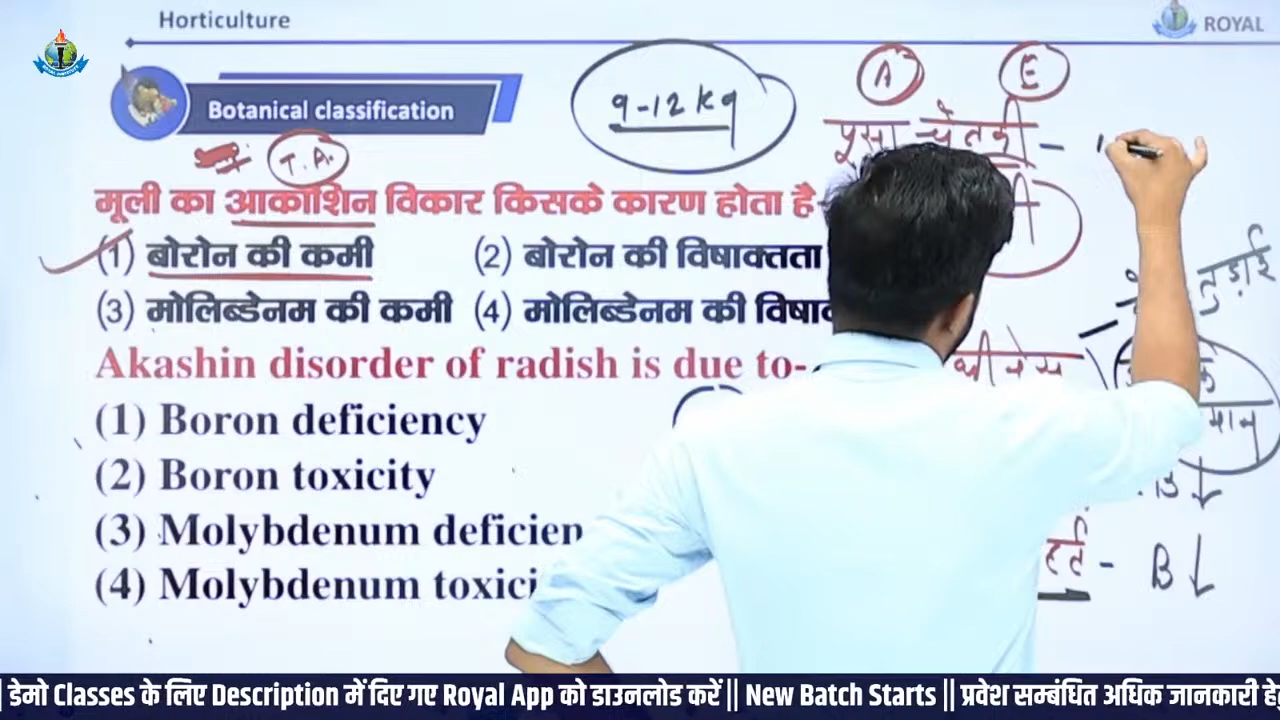 Horticulture
ROYAL
Botanical classification
9-12 kg
A
E
पूसा चेतकी -
T.A.
मूली का आकाशिन विकार किसके कारण होता है-
(1) बोरोन की कमी (2) बोरोन की विषाक्तता
(3) मोलिब्डेनम की कमी (4) मोलिब्डेनम की
तुड़ाई
Akashin disorder of radish is due to-
(1) Boron deficiency
(2) Boron toxicity
(3) Molybdenum
(4) Molybdenum
B↓
B↓
|| डेमो Classes के लिए Description में दिए गए Royal App को डाउनलोड करें || New Batch Starts || प्रवेश सम्बंधित अधिक जानकारी